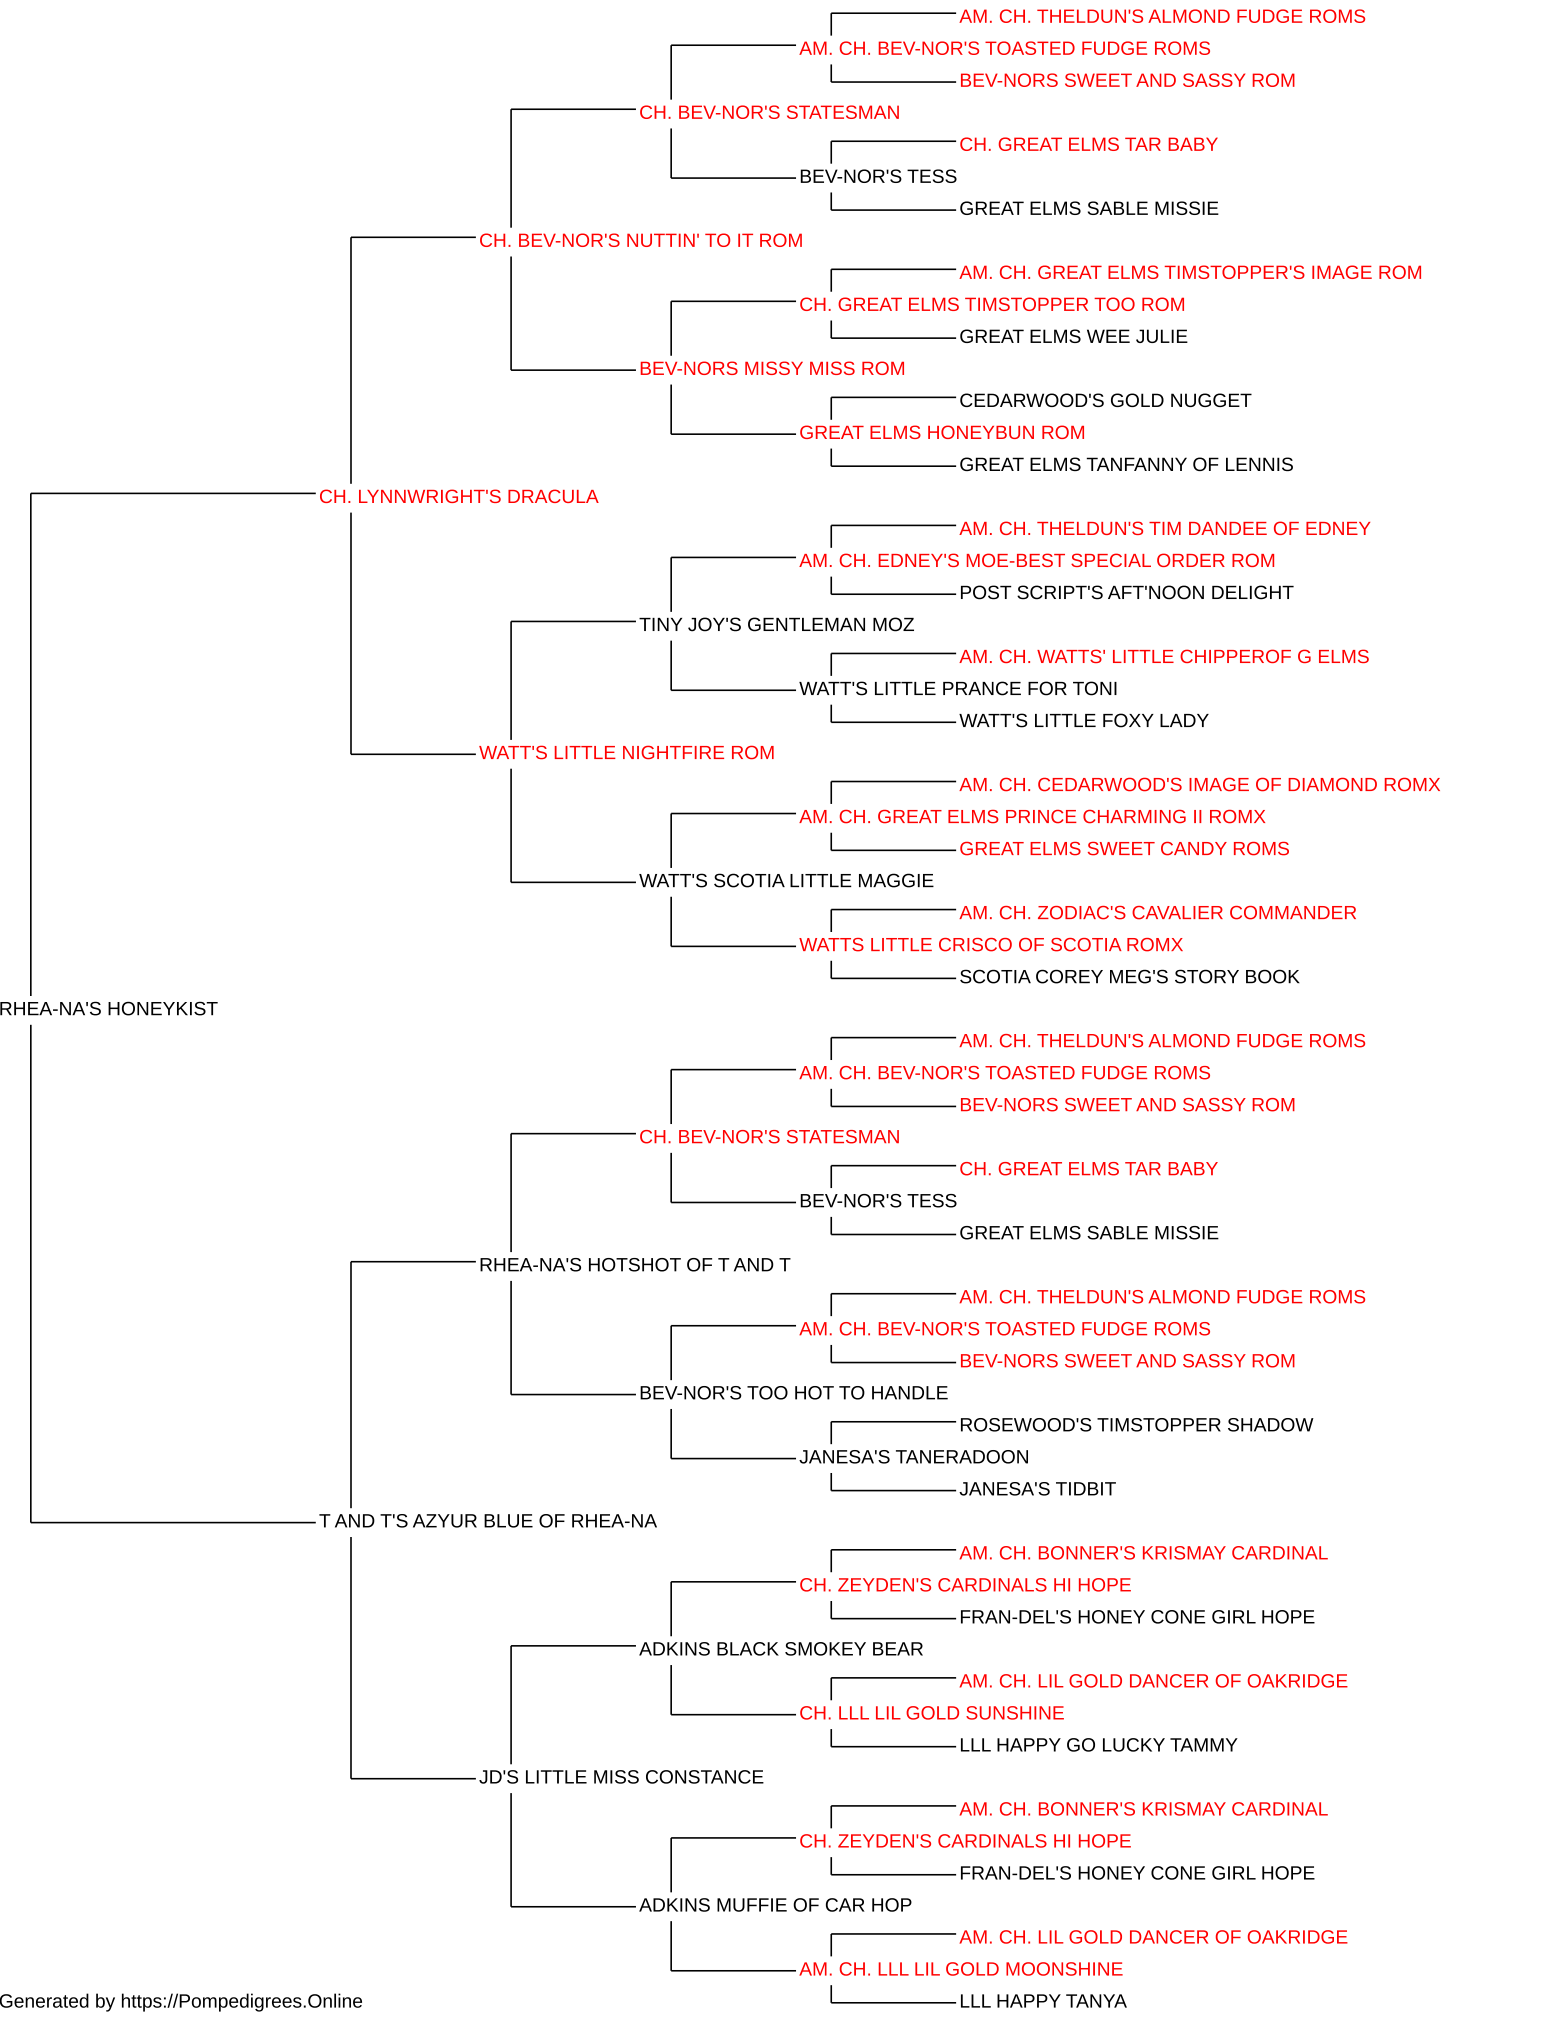 AM. CH. THELDUN'S ALMOND FUDGE ROMS
AM. CH. BEV-NOR'S TOASTED FUDGE ROMS
BEV-NORS SWEET AND SASSY ROM
CH. BEV-NOR'S STATESMAN
CH. GREAT ELMS TAR BABY
BEV-NOR'S TESS
GREAT ELMS SABLE MISSIE
CH. BEV-NOR'S NUTTIN' TO IT ROM
AM. CH. GREAT ELMS TIMSTOPPER'S IMAGE ROM
CH. GREAT ELMS TIMSTOPPER TOO ROM
GREAT ELMS WEE JULIE
BEV-NORS MISSY MISS ROM
CEDARWOOD'S GOLD NUGGET
GREAT ELMS HONEYBUN ROM
GREAT ELMS TANFANNY OF LENNIS
CH. LYNNWRIGHT'S DRACULA
AM. CH. THELDUN'S TIM DANDEE OF EDNEY
AM. CH. EDNEY'S MOE-BEST SPECIAL ORDER ROM
POST SCRIPT'S AFT'NOON DELIGHT
TINY JOY'S GENTLEMAN MOZ
AM. CH. WATTS' LITTLE CHIPPEROF G ELMS
WATT'S LITTLE PRANCE FOR TONI
WATT'S LITTLE FOXY LADY
WATT'S LITTLE NIGHTFIRE ROM
AM. CH. CEDARWOOD'S IMAGE OF DIAMOND ROMX
AM. CH. GREAT ELMS PRINCE CHARMING II ROMX
GREAT ELMS SWEET CANDY ROMS
WATT'S SCOTIA LITTLE MAGGIE
AM. CH. ZODIAC'S CAVALIER COMMANDER
WATTS LITTLE CRISCO OF SCOTIA ROMX
SCOTIA COREY MEG'S STORY BOOK
RHEA-NA'S HONEYKIST
AM. CH. THELDUN'S ALMOND FUDGE ROMS
AM. CH. BEV-NOR'S TOASTED FUDGE ROMS
BEV-NORS SWEET AND SASSY ROM
CH. BEV-NOR'S STATESMAN
CH. GREAT ELMS TAR BABY
BEV-NOR'S TESS
GREAT ELMS SABLE MISSIE
RHEA-NA'S HOTSHOT OF T AND T
AM. CH. THELDUN'S ALMOND FUDGE ROMS
AM. CH. BEV-NOR'S TOASTED FUDGE ROMS
BEV-NORS SWEET AND SASSY ROM
BEV-NOR'S TOO HOT TO HANDLE
ROSEWOOD'S TIMSTOPPER SHADOW
JANESA'S TANERADOON
JANESA'S TIDBIT
T AND T'S AZYUR BLUE OF RHEA-NA
AM. CH. BONNER'S KRISMAY CARDINAL
CH. ZEYDEN'S CARDINALS HI HOPE
FRAN-DEL'S HONEY CONE GIRL HOPE
ADKINS BLACK SMOKEY BEAR
AM. CH. LIL GOLD DANCER OF OAKRIDGE
CH. LLL LIL GOLD SUNSHINE
LLL HAPPY GO LUCKY TAMMY
JD'S LITTLE MISS CONSTANCE
AM. CH. BONNER'S KRISMAY CARDINAL
CH. ZEYDEN'S CARDINALS HI HOPE
FRAN-DEL'S HONEY CONE GIRL HOPE
ADKINS MUFFIE OF CAR HOP
AM. CH. LIL GOLD DANCER OF OAKRIDGE
AM. CH. LLL LIL GOLD MOONSHINE
LLL HAPPY TANYA
Generated by https://Pompedigrees.Online